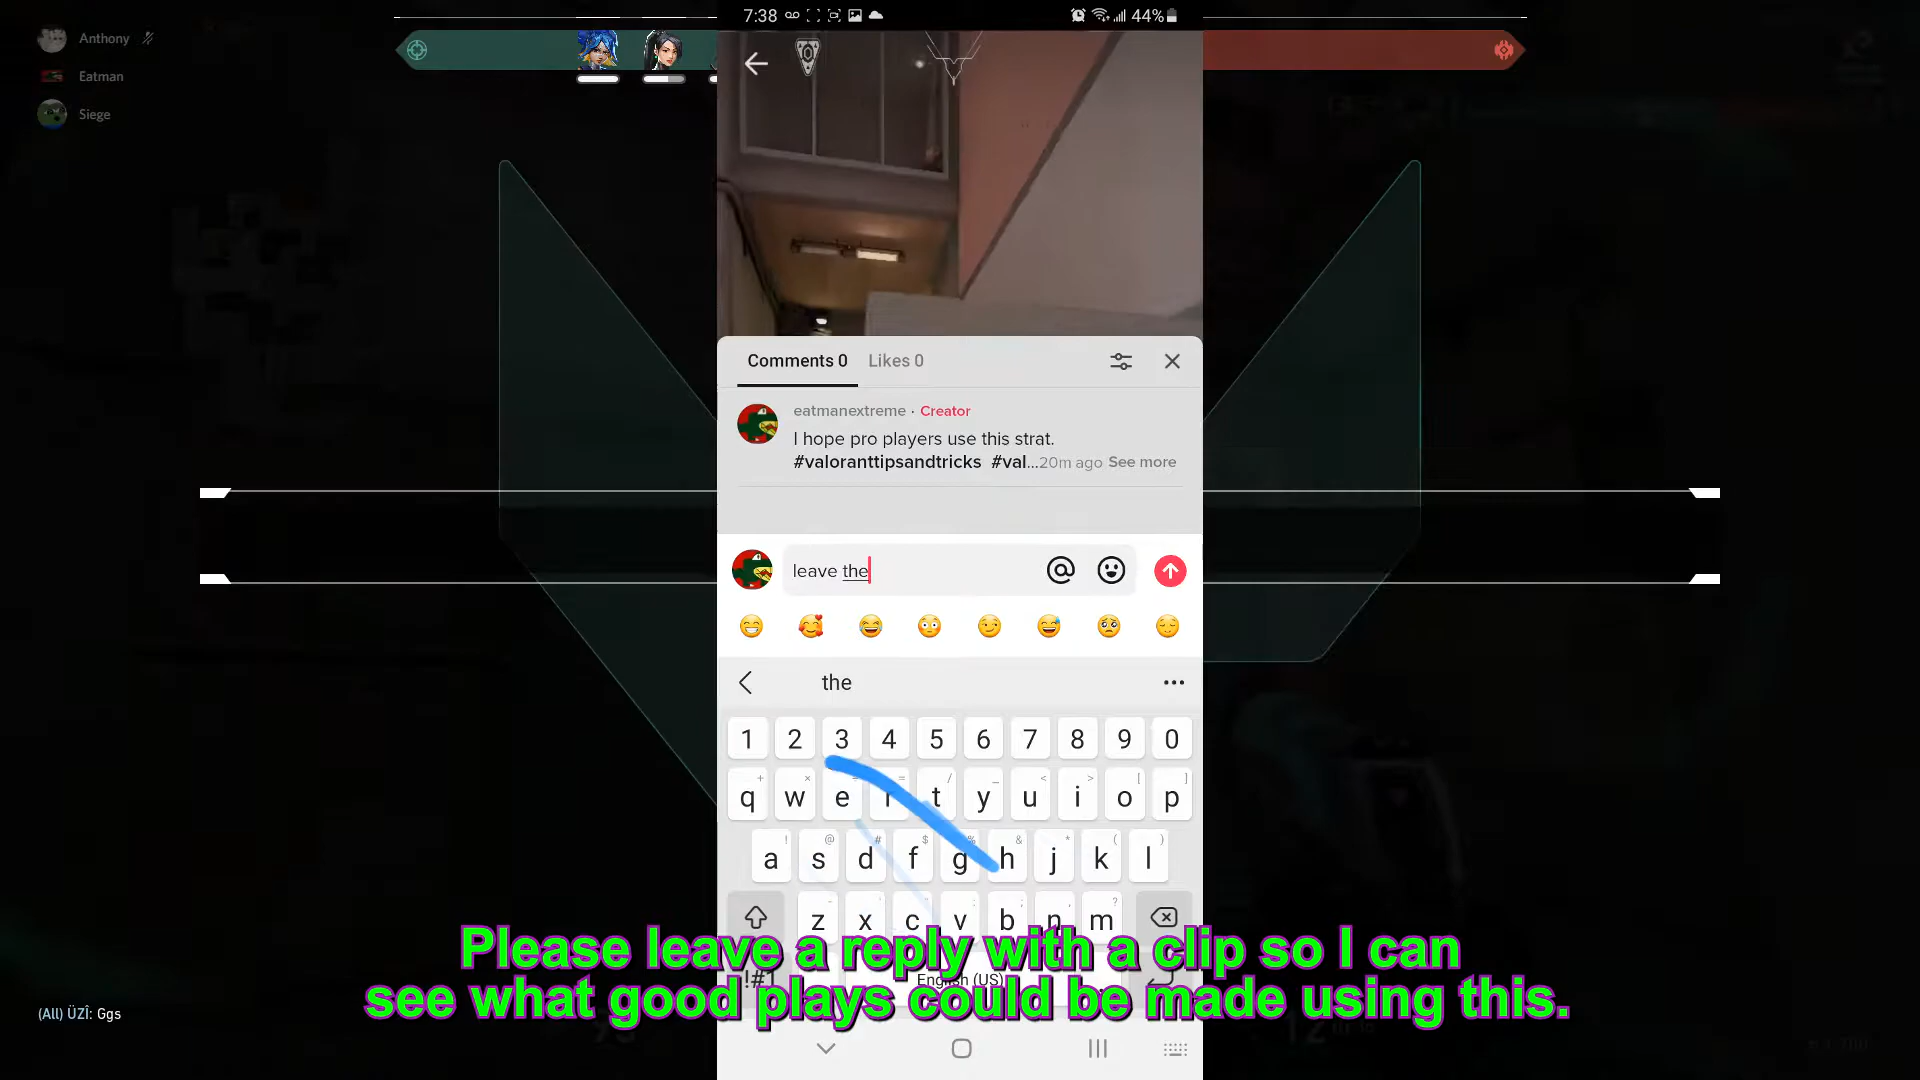 7:38
44%
Anthony
Eatman
Siege
Comments 0 Likes 0
eatmanextreme · Creator
I hope pro players use this strat.
#valoranttipsandtricks #val...20m ago See more
leave the
the
1 2 3 4 5 6 7 8 9 0
q w e r t y u i o p
a s d f g h j k l
z x c v b n m
!#1 English (US)
Please leave a reply with a clip so I can
see what good plays could be made using this.
(All) ÜZÎ: Ggs